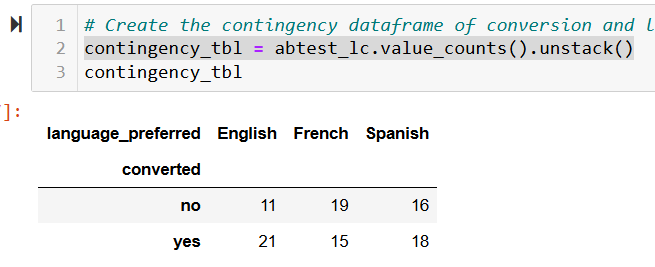 1 # Create the contingency dataframe of conversion and
2 contingency_tbl = abtest_lc.value_counts().unstack()
3 contingency_tbl
]:
language_preferred English French Spanish
converted
no 11 19 16
yes 21 15 18